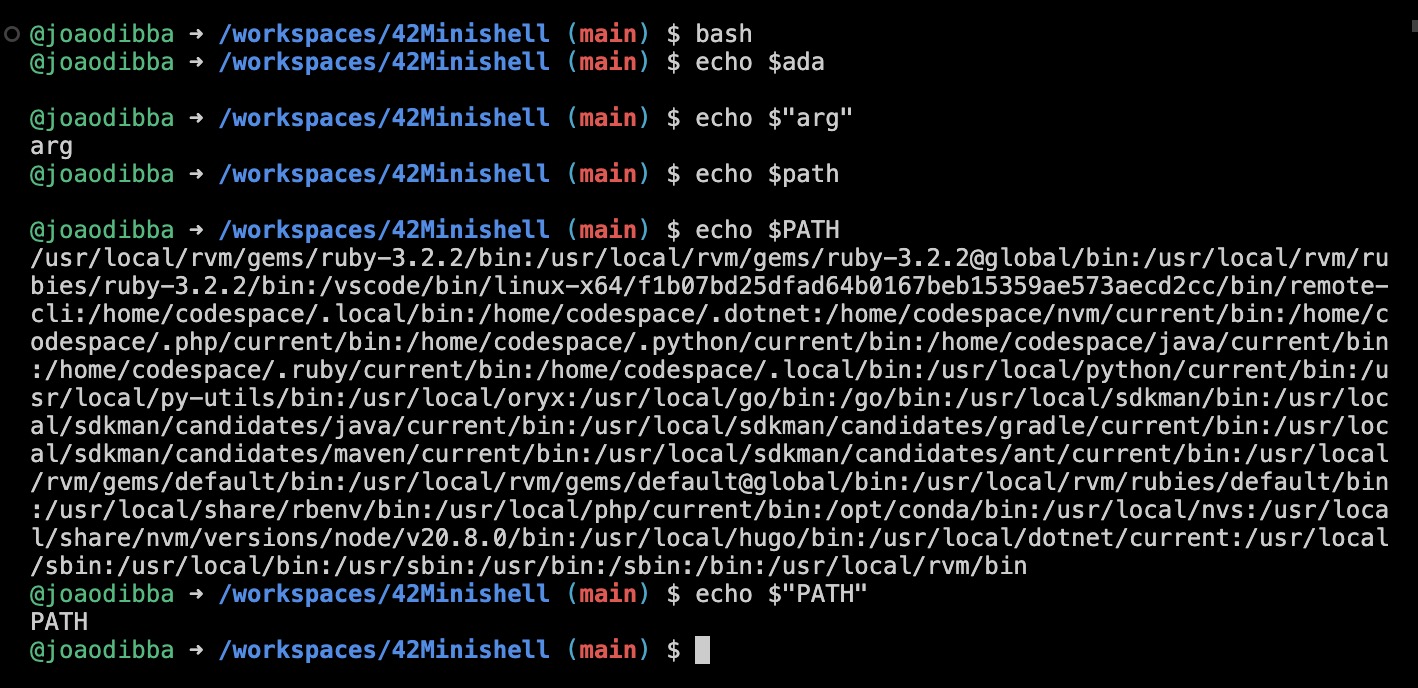 @joaodibba → /workspaces/42Minishell (main) $ bash
@joaodibba → /workspaces/42Minishell (main) $ echo $ada
@joaodibba → /workspaces/42Minishell (main) $ echo $"arg"
arg
@joaodibba → /workspaces/42Minishell (main) $ echo $path
@joaodibba → /workspaces/42Minishell (main) $ echo $PATH
/usr/local/rvm/gems/ruby-3.2.2/bin:/usr/local/rvm/gems/ruby-3.2.2@global/bin:/usr/local/rvm/ru
bies/ruby-3.2.2/bin:/vscode/bin/linux-x64/f1b07bd25dfad64b0167beb15359ae573aecd2cc/bin/remote-
cli:/home/codespace/.local/bin:/home/codespace/.dotnet:/home/codespace/nvm/current/bin:/home/c
odespace/.php/current/bin:/home/codespace/.python/current/bin:/home/codespace/java/current/bin
:/home/codespace/.ruby/current/bin:/home/codespace/.local/bin:/usr/local/python/current/bin:/u
sr/local/py-utils/bin:/usr/local/oryx:/usr/local/go/bin:/go/bin:/usr/local/sdkman/bin:/usr/loc
al/sdkman/candidates/java/current/bin:/usr/local/sdkman/candidates/gradle/current/bin:/usr/loc
al/sdkman/candidates/maven/current/bin:/usr/local/sdkman/candidates/ant/current/bin:/usr/local
/rvm/gems/default/bin:/usr/local/rvm/gems/default@global/bin:/usr/local/rvm/rubies/default/bin
:/usr/local/share/rbenv/bin:/usr/local/php/current/bin:/opt/conda/bin:/usr/local/nvs:/usr/loca
l/share/nvm/versions/node/v20.8.0/bin:/usr/local/hugo/bin:/usr/local/dotnet/current:/usr/local
/sbin:/usr/local/bin:/usr/sbin:/usr/bin:/sbin:/bin:/usr/local/rvm/bin
@joaodibba → /workspaces/42Minishell (main) $ echo $"PATH"
PATH
@joaodibba → /workspaces/42Minishell (main) $